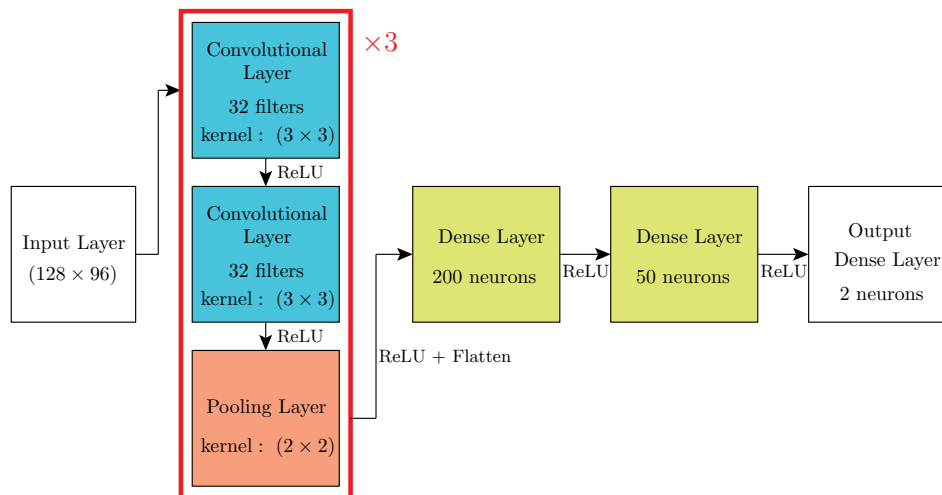 Input Layer
(128 × 96)
×3
Convolutional
Layer
32 filters
kernel : (3 × 3)
ReLU
Convolutional
Layer
32 filters
kernel : (3 × 3)
ReLU
Pooling Layer
kernel : (2 × 2)
ReLU + Flatten
Dense Layer
200 neurons
ReLU
Dense Layer
50 neurons
ReLU
Output
Dense Layer
2 neurons